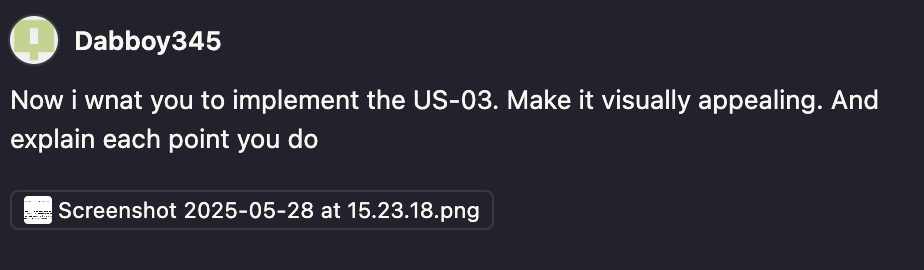 Dabboy345
Now i wnat you to implement the US-03. Make it visually appealing. And
explain each point you do
Screenshot 2025-05-28 at 15.23.18.png